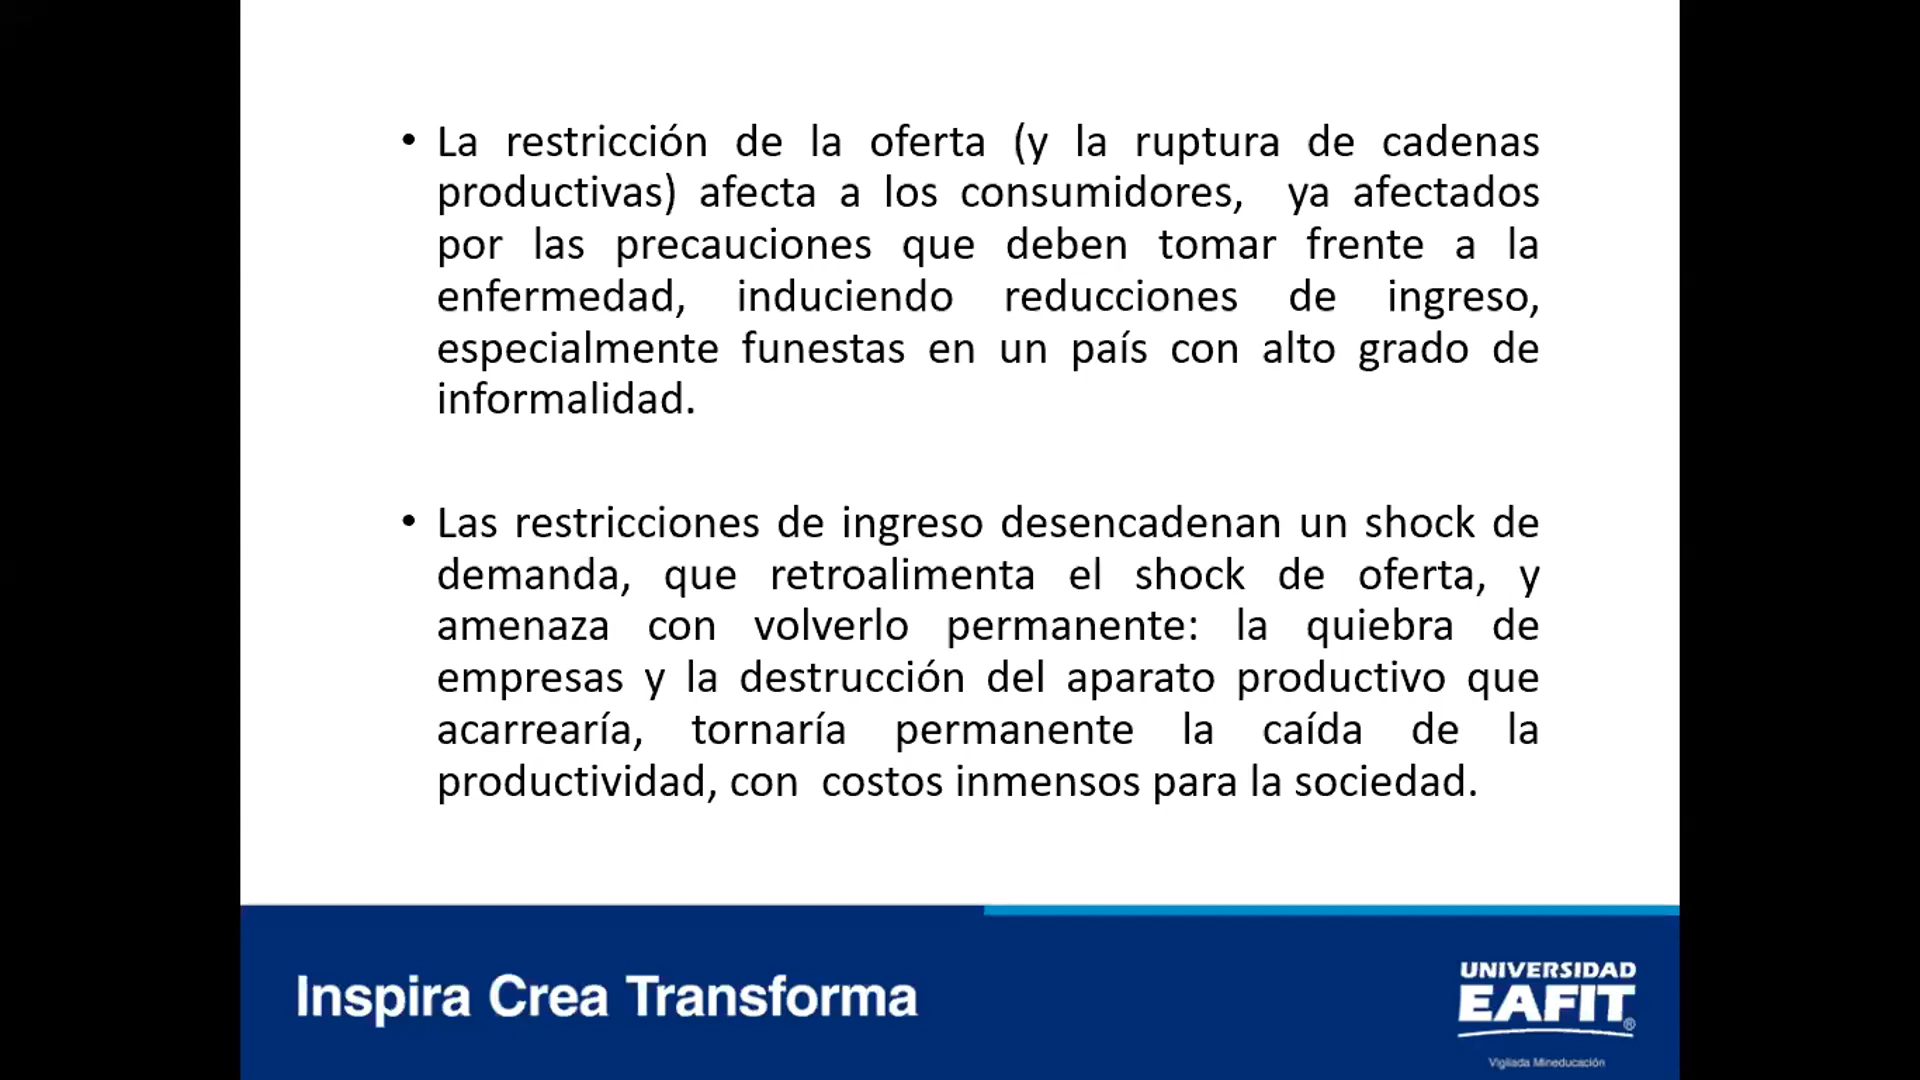 • La restricción de la oferta (y la ruptura de cadenas
productivas) afecta a los consumidores, ya afectados
por las precauciones que deben tomar frente a la
enfermedad, induciendo reducciones de ingreso,
especialmente funestas en un país con alto grado de
informalidad.
• Las restricciones de ingreso desencadenan un shock de
demanda, que retroalimenta el shock de oferta, y
amenaza con volverlo permanente: la quiebra de
empresas y la destrucción del aparato productivo que
acarrearía, tornaría permanente la caída de la
productividad, con costos inmensos para la sociedad.
Inspira Crea Transforma
UNIVERSIDAD
EAFIT®
Vigilada Mineducación